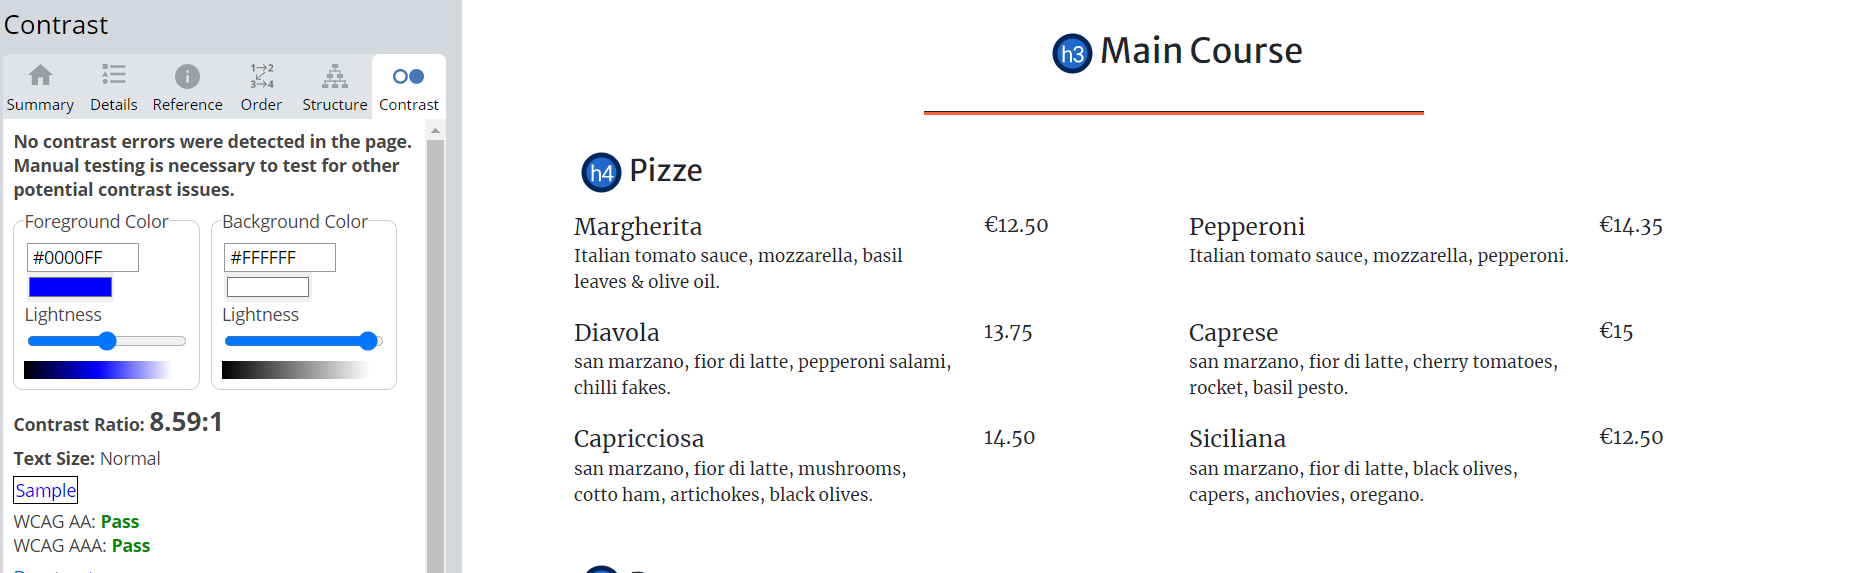 Contrast
Summary Details Reference Order Structure Contrast
No contrast errors were detected in the page.
Manual testing is necessary to test for other
potential contrast issues.
Foreground Color
#0000FF
Lightness
Background Color
#FFFFFF
Lightness
Contrast Ratio: 8.59:1
Text Size: Normal
Sample
WCAG AA: Pass
WCAG AAA: Pass
h3 Main Course
h4 Pizze
Margherita €12.50
Italian tomato sauce, mozzarella, basil
leaves & olive oil.
Pepperoni €14.35
Italian tomato sauce, mozzarella, pepperoni.
Diavola 13.75
san marzano, fior di latte, pepperoni salami,
chilli fakes.
Caprese €15
san marzano, fior di latte, cherry tomatoes,
rocket, basil pesto.
Capricciosa 14.50
san marzano, fior di latte, mushrooms,
cotto ham, artichokes, black olives.
Siciliana €12.50
san marzano, fior di latte, black olives,
capers, anchovies, oregano.